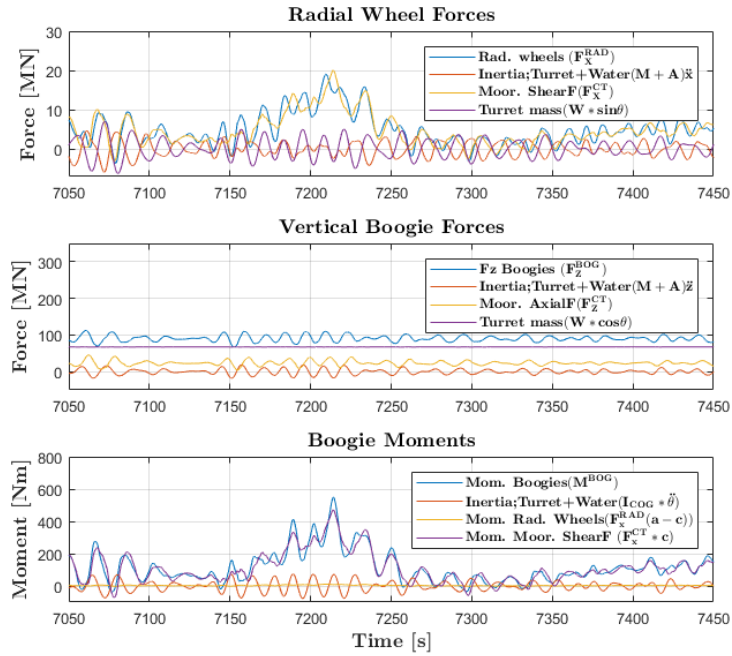 Radial Wheel Forces
Force [MN]
30
20
10
0
Rad. wheels (F_X^RAD)
Inertia;Turret+Water(M + A)ẍ
Moor. ShearF(F_X^CT)
Turret mass(W * sinθ)
7050 7100 7150 7200 7250 7300 7350 7400 7450
Vertical Boogie Forces
Force [MN]
300
200
100
0
Fz Boogies (F_Z^BOG)
Inertia;Turret+Water(M + A)z̈
Moor. AxialF(F_Z^CT)
Turret mass(W * cosθ)
7050 7100 7150 7200 7250 7300 7350 7400 7450
Boogie Moments
Moment [Nm]
800
600
400
200
0
Mom. Boogies(M^BOG)
Inertia;Turret+Water(I_COG * θ̈)
Mom. Rad. Wheels(F_x^RAD(a − c))
Mom. Moor. ShearF (F_x^CT * c)
7050 7100 7150 7200 7250 7300 7350 7400 7450
Time [s]